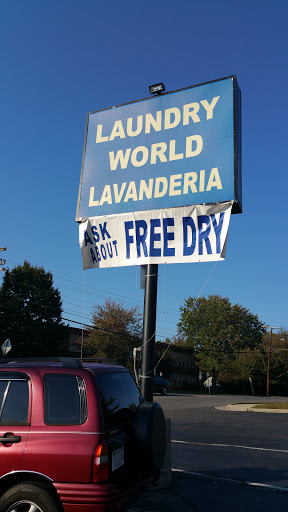 LAUNDRY
WORLD
LAVANDERIA
ASK
ABOUT FREE DRY